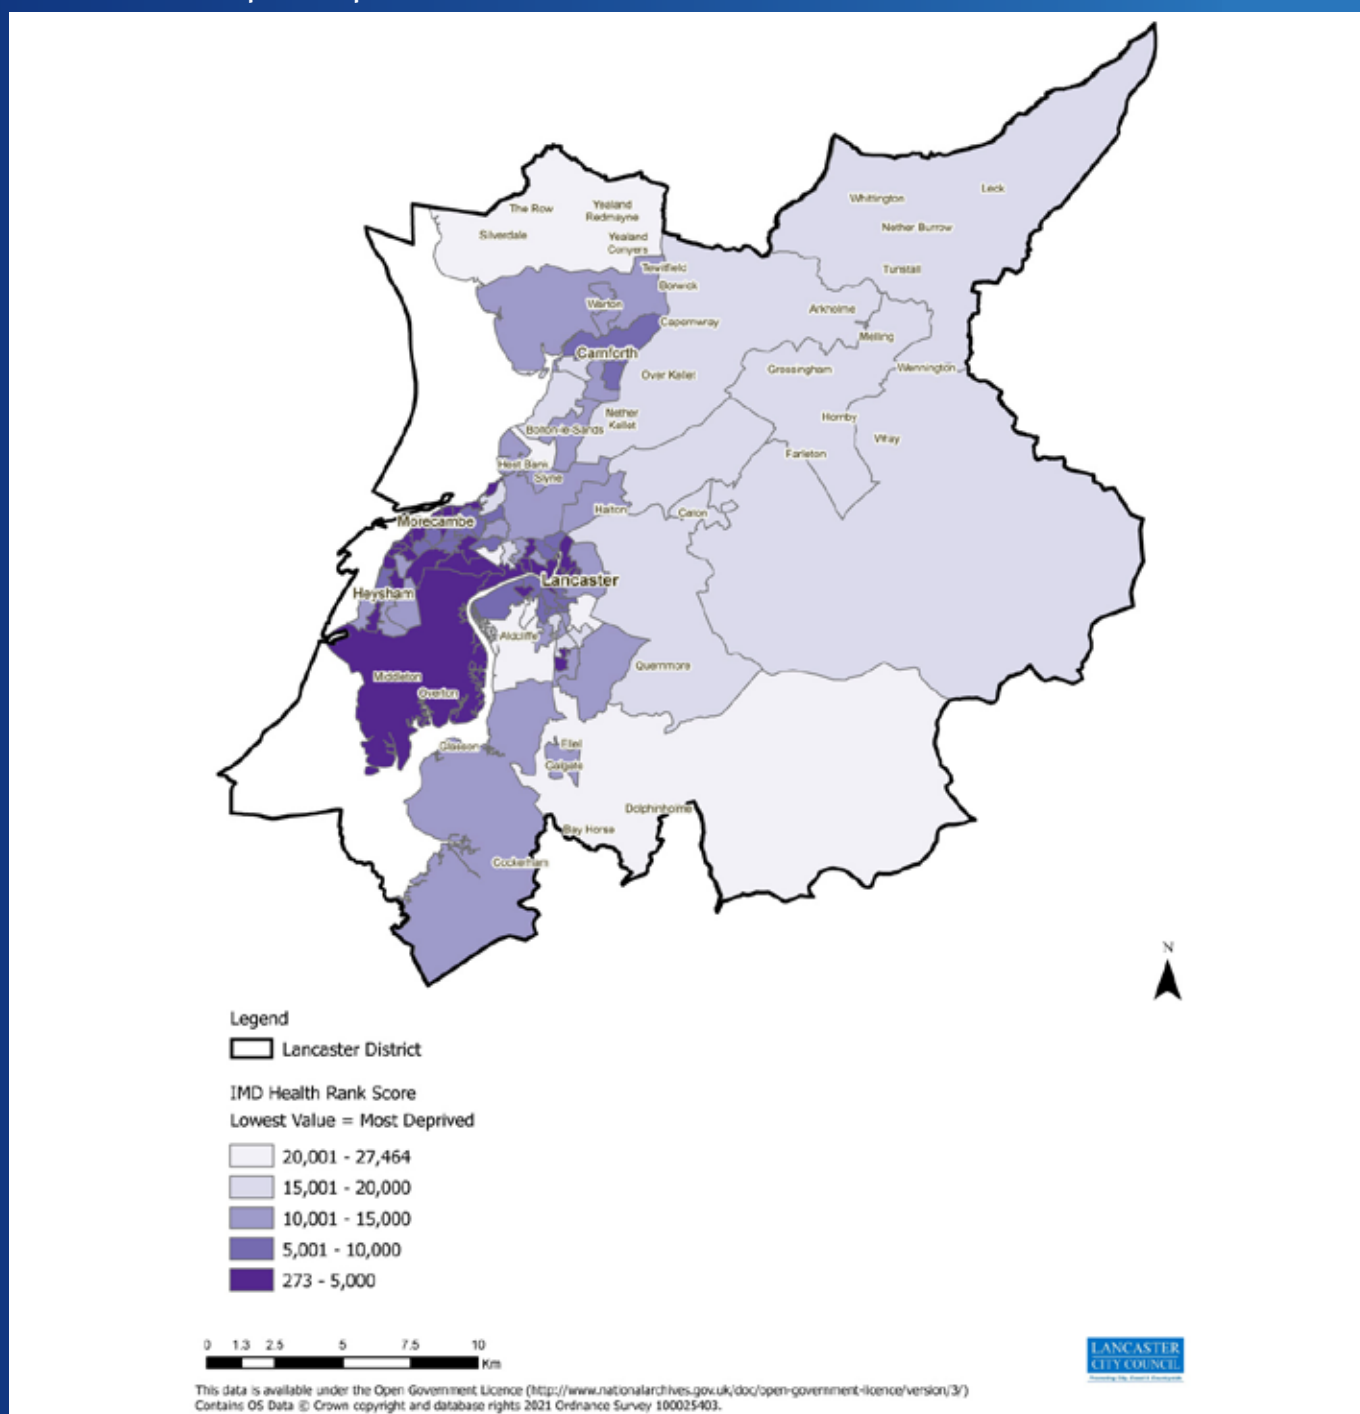 The Row
Yealand
Redmayne
Silverdale
Yealand
Conyers
Whittington
Leck
Nether Burrow
Tunstall
Tewitfield
Borwick
Warton
Capernwray
Arkholme
Melling
Carnforth
Over Kellet
Gressingham
Wennington
Nether
Kellet
Bolton-le-Sands
Hornby
Wray
Farleton
Hest Bank
Slyne
Halton
Caton
Morecambe
Lancaster
Heysham
Aldcliffe
Quernmore
Middleton
Overton
Glasson
Ellel
Galgate
Dolphinholme
Bay Horse
Cockerham
N
Legend
Lancaster District
IMD Health Rank Score
Lowest Value = Most Deprived
20,001 - 27,464
15,001 - 20,000
10,001 - 15,000
5,001 - 10,000
273 - 5,000
0 1.3 2.5 5 7.5 10
Km
LANCASTER
CITY COUNCIL
This data is available under the Open Government Licence (http://www.nationalarchives.gov.uk/doc/open-government-licence/version/3/)
Contains OS Data © Crown copyright and database rights 2021 Ordnance Survey 100025403.